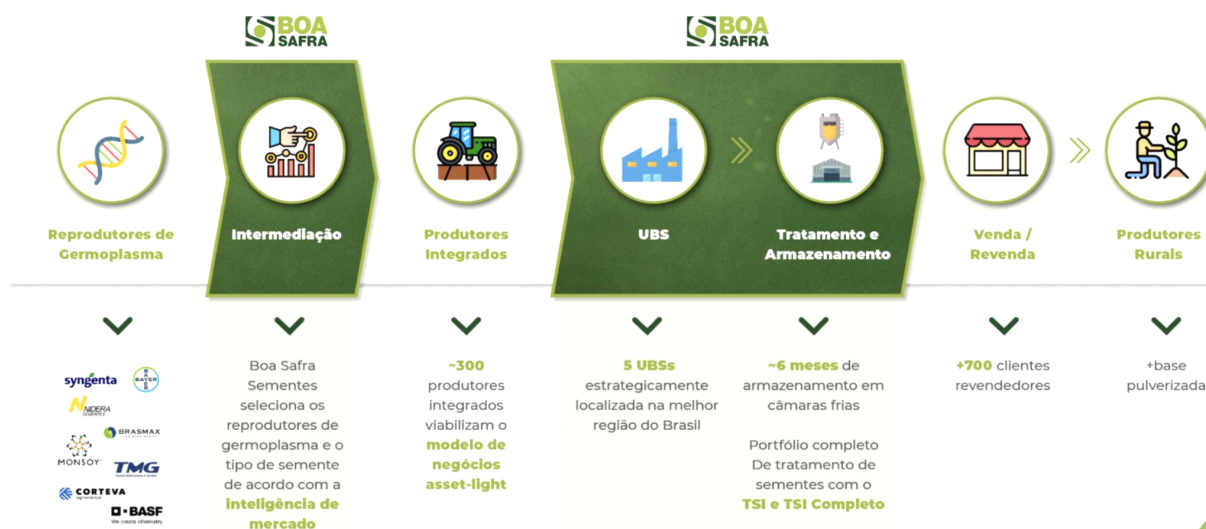 BOA
SAFRA
BOA
SAFRA
Reprodutores de
Germoplasma
Intermediação
Produtores
Integrados
UBS
Tratamento e
Armazenamento
Venda /
Revenda
Produtores
Rurais
syngenta
BAYER
NIDERA
BRASMAX
MONSOY
TMG
CORTEVA
agriscience
BASF
We create chemistry
Boa Safra
Sementes
seleciona os
reprodutores de
germoplasma e o
tipo de semente
de acordo com a
inteligência de
mercado
~300
produtores
integrados
viabilizam o
modelo de
negócios
asset-light
5 UBSs
estrategicamente
localizada na melhor
região do Brasil
~6 meses de
armazenamento em
câmaras frias
Portfólio completo
De tratamento de
sementes com o
TSI e TSI Completo
+700 clientes
revendedores
+base
pulverizada